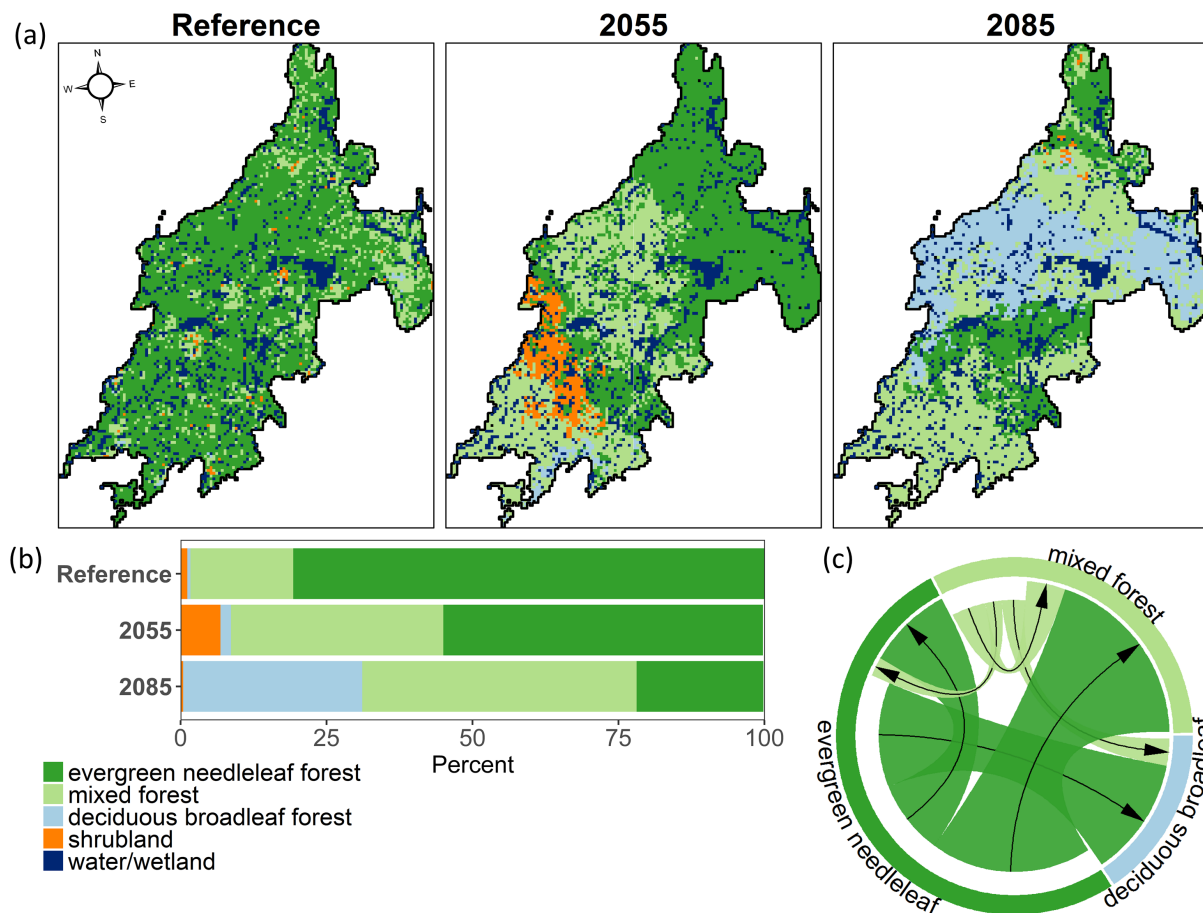 (a)
Reference
2055
2085
N
W
E
S
(b)
Reference
2055
2085
0
25
50
75
100
Percent
evergreen needleleaf forest
mixed forest
deciduous broadleaf forest
shrubland
water/wetland
(c)
mixed forest
evergreen needleleaf
deciduous broadleaf